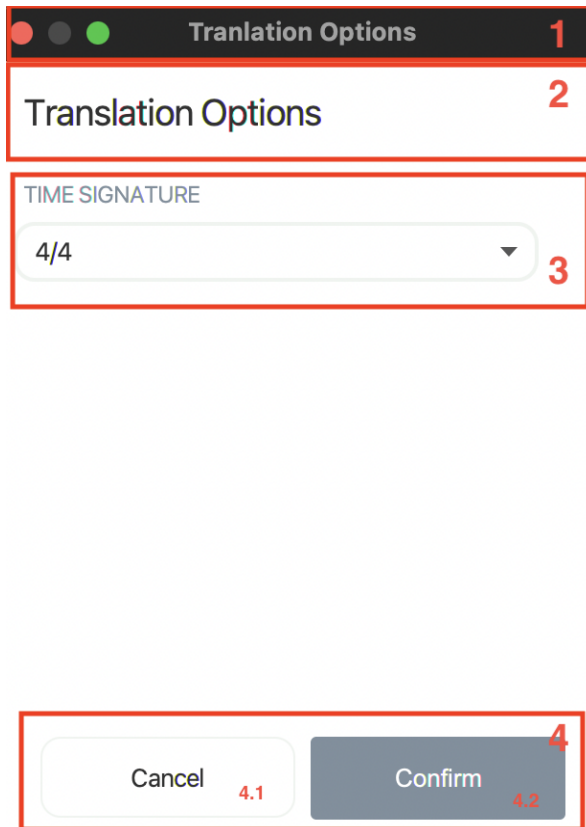 Tranlation Options 1
Translation Options 2
TIME SIGNATURE
4/4
3
4
Cancel 4.1 Confirm 4.2